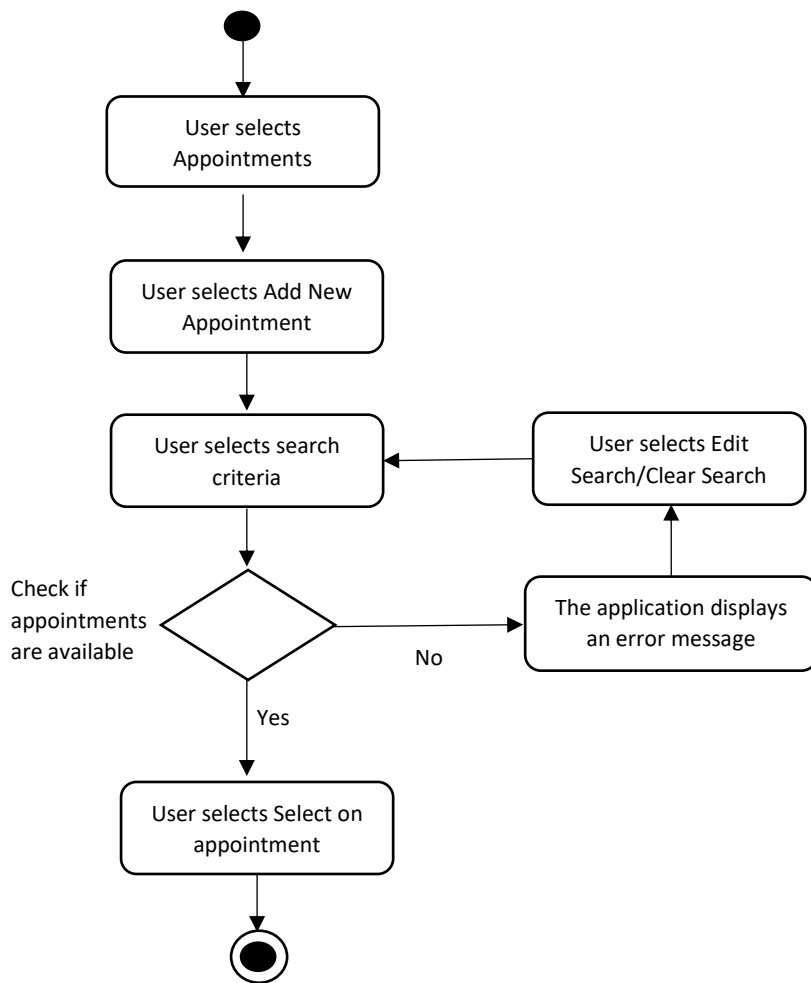 User selects
Appointments
User selects Add New
Appointment
User selects search
criteria
User selects Edit
Search/Clear Search
Check if
appointments
are available
The application displays
an error message
No
Yes
User selects Select on
appointment